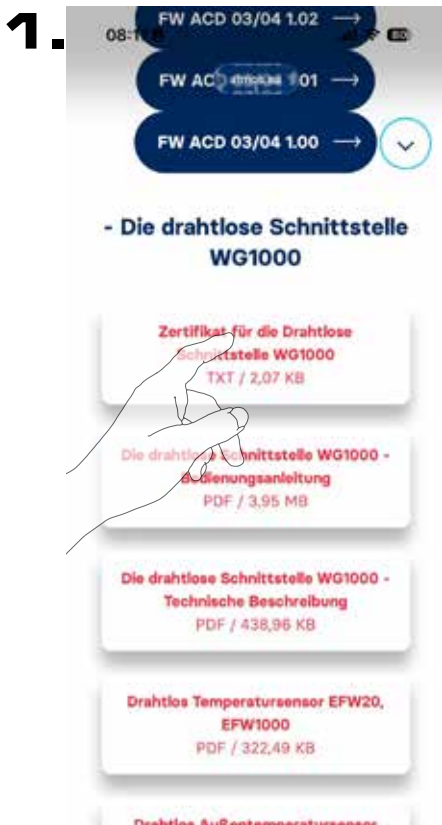 1.
FW ACD 03/04 1.02 →
FW AC 01 →
FW ACD 03/04 1.00 →
- Die drahtlose Schnittstelle
WG1000
Zertifikat für die Drahtlose
Schnittstelle WG1000
TXT / 2,07 KB
Die drahtlose Schnittstelle WG1000 -
Bedienungsanleitung
PDF / 3,95 MB
Die drahtlose Schnittstelle WG1000 -
Technische Beschreibung
PDF / 438,96 KB
Drahtlos Temperatursensor EFW20,
EFW1000
PDF / 322,49 KB
Drahtlos Außentemperatursensor